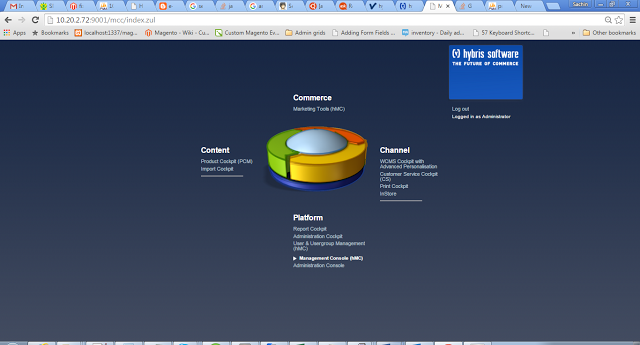 Sachin
10.20.2.72:9001/mcc/index.zul
Apps
Bookmarks
localhost:1337/mag...
Magento - Wiki - Cu...
Custom Magento Ev...
Admin grids
Adding Form Fields ...
inventory - Daily ad...
57 Keyboard Shortc...
Other bookmarks
hybris software
THE FUTURE OF COMMERCE
Log out
Logged in as Administrator
Commerce
Marketing Tools (hMC)
Content
Product Cockpit (PCM)
Import Cockpit
Channel
WCMS Cockpit with
Advanced Personalisation
Customer Service Cockpit
(CS)
Print Cockpit
InStore
Platform
Report Cockpit
Administration Cockpit
User & Usergroup Management
(hMC)
Management Console (hMC)
Administration Console